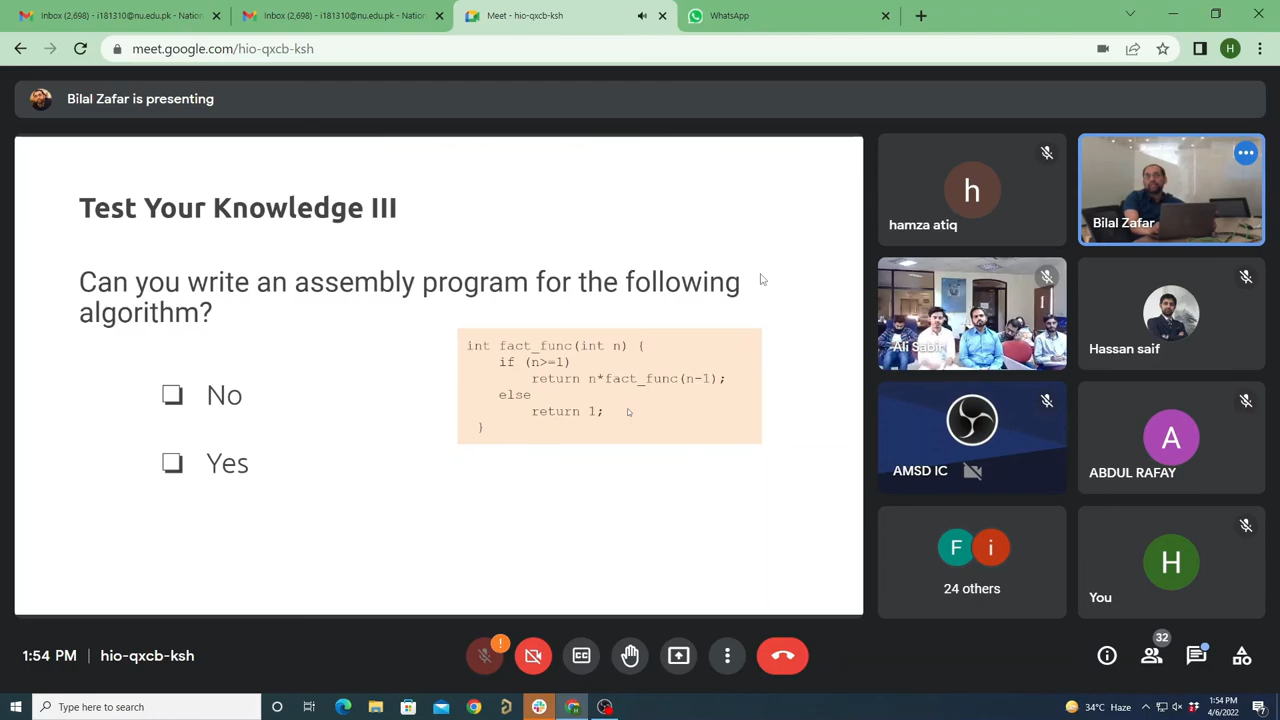 Inbox (2,698) - i181310@nu.edu.pk - Nation
Inbox (2,698) - i181310@nu.edu.pk - Nation
Meet - hio-qxcb-ksh
WhatsApp
meet.google.com/hio-qxcb-ksh
H
Bilal Zafar is presenting
Test Your Knowledge III
Can you write an assembly program for the following
algorithm?
No
Yes
int fact_func(int n) {
if (n>=1)
return n*fact_func(n-1);
else
return 1;
}
h
hamza atiq
Bilal Zafar
Ali Sabir
Hassan saif
AMSD IC
A
ABDUL RAFAY
F
i
24 others
H
You
1:54 PM | hio-qxcb-ksh
CC
32
Type here to search
34°C Haze
1:54 PM
4/6/2022